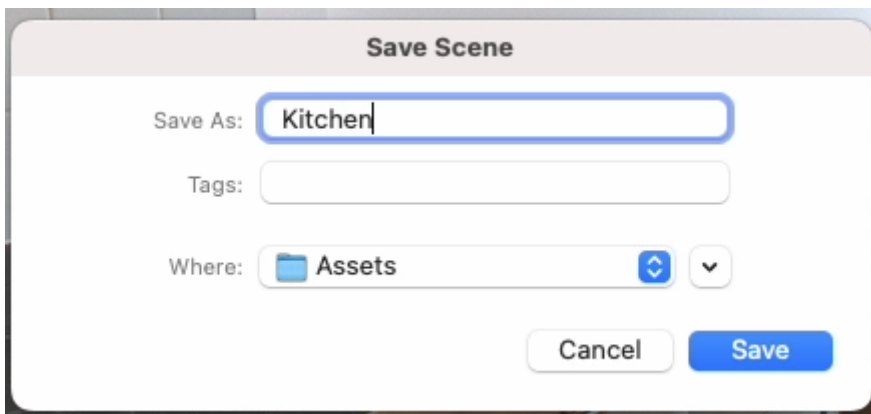 Save Scene
Save As: Kitchen
Tags:
Where: Assets
Cancel Save